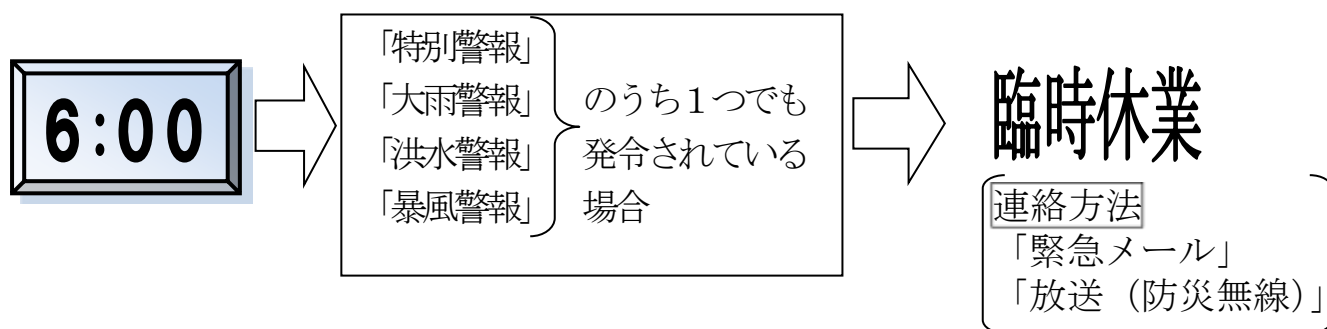 6:00
「特別警報」
「大雨警報」
「洪水警報」
「暴風警報」
のうち１つでも
発令されている
場合
臨時休業
連絡方法
「緊急メール」
「放送（防災無線）」